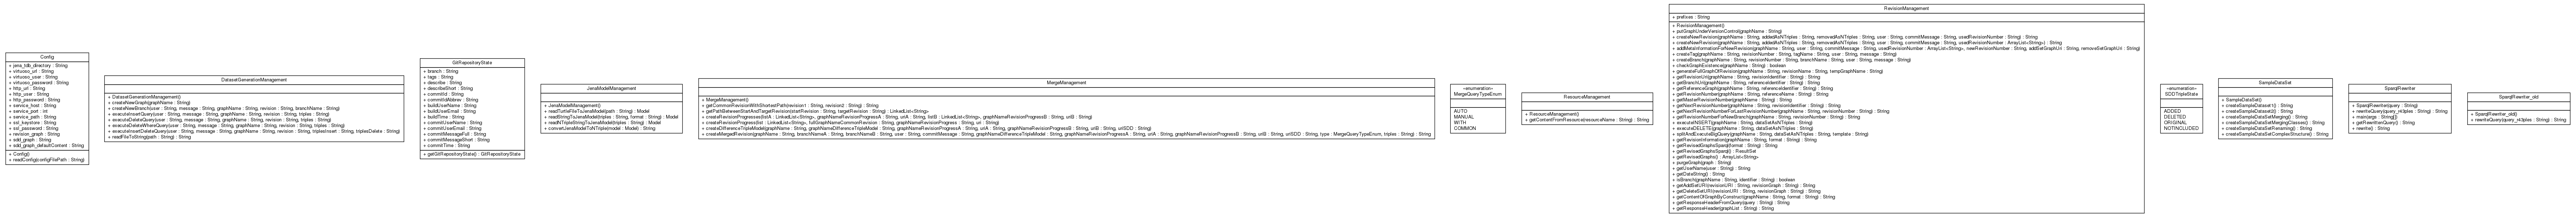 Config
+ jena_tdb_directory : String
+ virtuoso_url : String
+ virtuoso_user : String
+ virtuoso_password : String
+ http_url : String
+ http_user : String
+ http_password : String
+ service_host : String
+ service_port : int
+ service_path : String
+ ssl_keystore : String
+ ssl_password : String
+ revision_graph : String
+ sdd_graph : String
+ sdd_graph_defaultContent : String
+ Config()
+ readConfig(configFilePath : String)
DatasetGenerationManagement
+ DatasetGenerationManagement()
+ createNewGraph(graphName : String)
+ createNewBranch(user : String, message : String, graphName : String, revision : String, branchName : String)
+ executeInsertQuery(user : String, message : String, graphName : String, revision : String, triples : String)
+ executeDeleteQuery(user : String, message : String, graphName : String, revision : String, triples : String)
+ executeDeleteWhereQuery(user : String, message : String, graphName : String, revision : String, triples : String)
+ executeInsertDeleteQuery(user : String, message : String, graphName : String, revision : String, triplesInsert : String, triplesDelete : String)
+ readFileToString(path : String) : String
GitRepositoryState
+ branch : String
+ tags : String
+ describe : String
+ describeShort : String
+ commitId : String
+ commitIdAbbrev : String
+ buildUserName : String
+ buildUserEmail : String
+ buildTime : String
+ commitUserName : String
+ commitUserEmail : String
+ commitMessageFull : String
+ commitMessageShort : String
+ commitTime : String
+ getGitRepositoryState() : GitRepositoryState
JenaModelManagement
+ JenaModelManagement()
+ readTurtleFileToJenaModel(path : String) : Model
+ readStringToJenaModel(triples : String, format : String) : Model
+ readNTripleStringToJenaModel(triples : String) : Model
+ convertJenaModelToNTriple(model : Model) : String
MergeManagement
+ MergeManagement()
+ getCommonRevisionWithShortestPath(revision1 : String, revision2 : String) : String
+ getPathBetweenStartAndTargetRevision(startRevision : String, targetRevision : String) : LinkedList<String>
+ createRevisionProgresses(listA : LinkedList<String>, graphNameRevisionProgressA : String, uriA : String, listB : LinkedList<String>, graphNameRevisionProgressB : String, uriB : String)
+ createRevisionProgress(list : LinkedList<String>, fullGraphNameCommonRevision : String, graphNameRevisionProgress : String, uri : String)
+ createDifferenceTripleModel(graphName : String, graphNameDifferenceTripleModel : String, graphNameRevisionProgressA : String, uriA : String, graphNameRevisionProgressB : String, uriB : String, uriSDD : String)
+ createMergedRevision(graphName : String, branchNameA : String, branchNameB : String, user : String, commitMessage : String, graphNameDifferenceTripleModel : String, graphNameRevisionProgressA : String, uriA : String, graphNameRevisionProgressB : String, uriB : String, uriSDD : String, type : MergeQueryTypeEnum, triples : String) : String
«enumeration»
MergeQueryTypeEnum
AUTO
MANUAL
WITH
COMMON
ResourceManagement
+ ResourceManagement()
+ getContentFromResource(resourceName : String) : String
RevisionManagement
+ prefixes : String
+ RevisionManagement()
+ putGraphUnderVersionControl(graphName : String)
+ createNewRevision(graphName : String, addedAsNTriples : String, removedAsNTriples : String, user : String, commitMessage : String, usedRevisionNumber : String) : String
+ createNewRevision(graphName : String, addedAsNTriples : String, removedAsNTriples : String, user : String, commitMessage : String, usedRevisionNumber : ArrayList<String>) : String
+ addMetaInformationForNewRevision(graphName : String, user : String, commitMessage : String, usedRevisionNumber : ArrayList<String>, newRevisionNumber : String, addSetGraphUri : String, removeSetGraphUri : String)
+ createTag(graphName : String, revisionNumber : String, tagName : String, user : String, message : String)
+ createBranch(graphName : String, revisionNumber : String, branchName : String, user : String, message : String)
+ checkGraphExistence(graphName : String) : boolean
+ generateFullGraphOfRevision(graphName : String, revisionName : String, tempGraphName : String)
+ getRevisionUri(graphName : String, revisionIdentifier : String) : String
+ getBranchUri(graphName : String, referenceIdentifier : String) : String
+ getReferenceGraph(graphName : String, referenceIdentifier : String) : String
+ getRevisionNumber(graphName : String, referenceName : String) : String
+ getMasterRevisionNumber(graphName : String) : String
+ getNextRevisionNumber(graphName : String, revisionIdentifier : String) : String
+ getNextRevisionNumberForLastRevisionNumber(graphName : String, revisionNumber : String) : String
+ getRevisionNumberForNewBranch(graphName : String, revisionNumber : String) : String
+ executeINSERT(graphName : String, dataSetAsNTriples : String)
+ executeDELETE(graphName : String, dataSetAsNTriples : String)
+ splitAndExecuteBigQuery(graphName : String, dataSetAsNTriples : String, template : String)
+ getRevisionInformation(graphName : String, format : String) : String
+ getRevisedGraphsSparql(format : String) : String
+ getRevisedGraphsSparql() : ResultSet
+ getRevisedGraphs() : ArrayList<String>
+ purgeGraph(graph : String)
+ getUserName(user : String) : String
+ getDateString() : String
+ isBranch(graphName : String, identifier : String) : boolean
+ getAddSetURI(revisionURI : String, revisionGraph : String) : String
+ getDeleteSetURI(revisionURI : String, revisionGraph : String) : String
+ getContentOfGraphByConstruct(graphName : String, format : String) : String
+ getResponseHeaderFromQuery(query : String) : String
+ getResponseHeader(graphList : String) : String
«enumeration»
SDDTripleState
ADDED
DELETED
ORIGINAL
NOTINCLUDED
SampleDataSet
+ SampleDataSet()
+ createSampleDataset1() : String
+ createSampleDataset2() : String
+ createSampleDataSetMerging() : String
+ createSampleDataSetMergingClasses() : String
+ createSampleDataSetRenaming() : String
+ createSampleDataSetComplexStructure() : String
SparqlRewriter
+ SparqlRewriter(query : String)
+ rewriteQuery(query_r43ples : String) : String
+ main(args : String[])
+ getRewrittenQuery() : String
+ rewrite() : String
SparqlRewriter_old
+ SparqlRewriter_old()
+ rewriteQuery(query_r43ples : String) : String